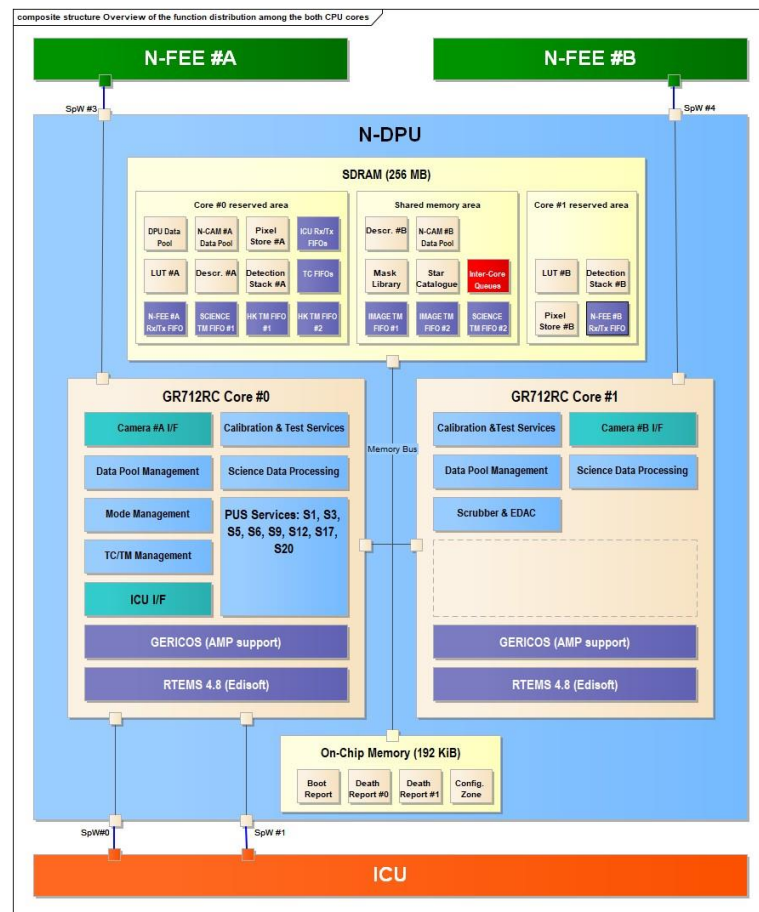 composite structure Overview of the function distribution among the both CPU cores
N-FEE #A
N-FEE #B
SpW #3
SpW #4
N-DPU
SDRAM (256 MB)
Core #0 reserved area
DPU Data
Pool
N-CAM #A
Data Pool
Pixel
Store #A
ICU Rx/Tx
FIFOs
LUT #A
Descr. #A
Detection
Stack #A
TC FIFOs
N-FEE #A
Rx/Tx FIFO
SCIENCE
TM FIFO #1
HK TM FIFO
#1
HK TM FIFO
#2
Shared memory area
Descr. #B
N-CAM #B
Data Pool
Mask
Library
Star
Catalogue
Inter-Core
Queues
IMAGE TM
FIFO #1
IMAGE TM
FIFO #2
SCIENCE
TM FIFO #2
Core #1 reserved area
LUT #B
Detection
Stack #B
Pixel
Store #B
N-FEE #B
Rx/Tx FIFO
GR712RC Core #0
Camera #A I/F
Calibration & Test Services
Data Pool Management
Science Data Processing
Mode Management
PUS Services: S1, S3,
S5, S6, S9, S12, S17,
S20
TC/TM Management
ICU I/F
GERICOS (AMP support)
RTEMS 4.8 (Edisoft)
Memory Bus
GR712RC Core #1
Calibration &Test Services
Camera #B I/F
Data Pool Management
Science Data Processing
Scrubber & EDAC
GERICOS (AMP support)
RTEMS 4.8 (Edisoft)
On-Chip Memory (192 KiB)
Boot
Report
Death
Report #0
Death
Report #1
Config.
Zone
SpW#0
SpW #1
ICU